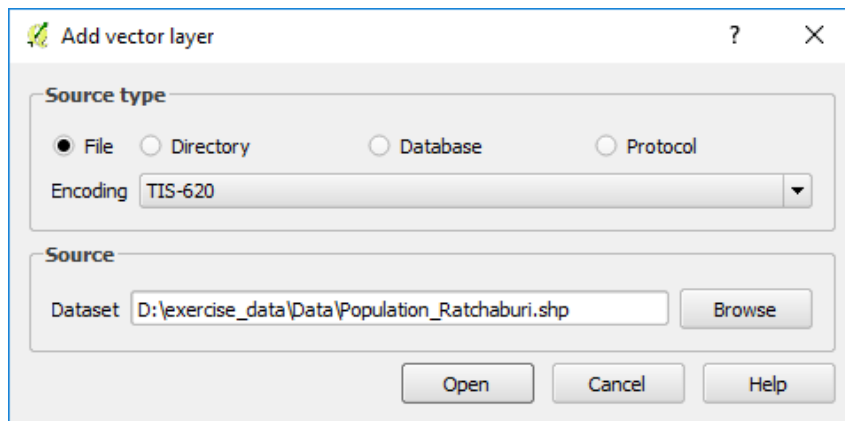 Add vector layer
?
Source type
File Directory Database Protocol
Encoding TIS-620
Source
Dataset D:\exercise_data\Data\Population_Ratchaburi.shp Browse
Open Cancel Help